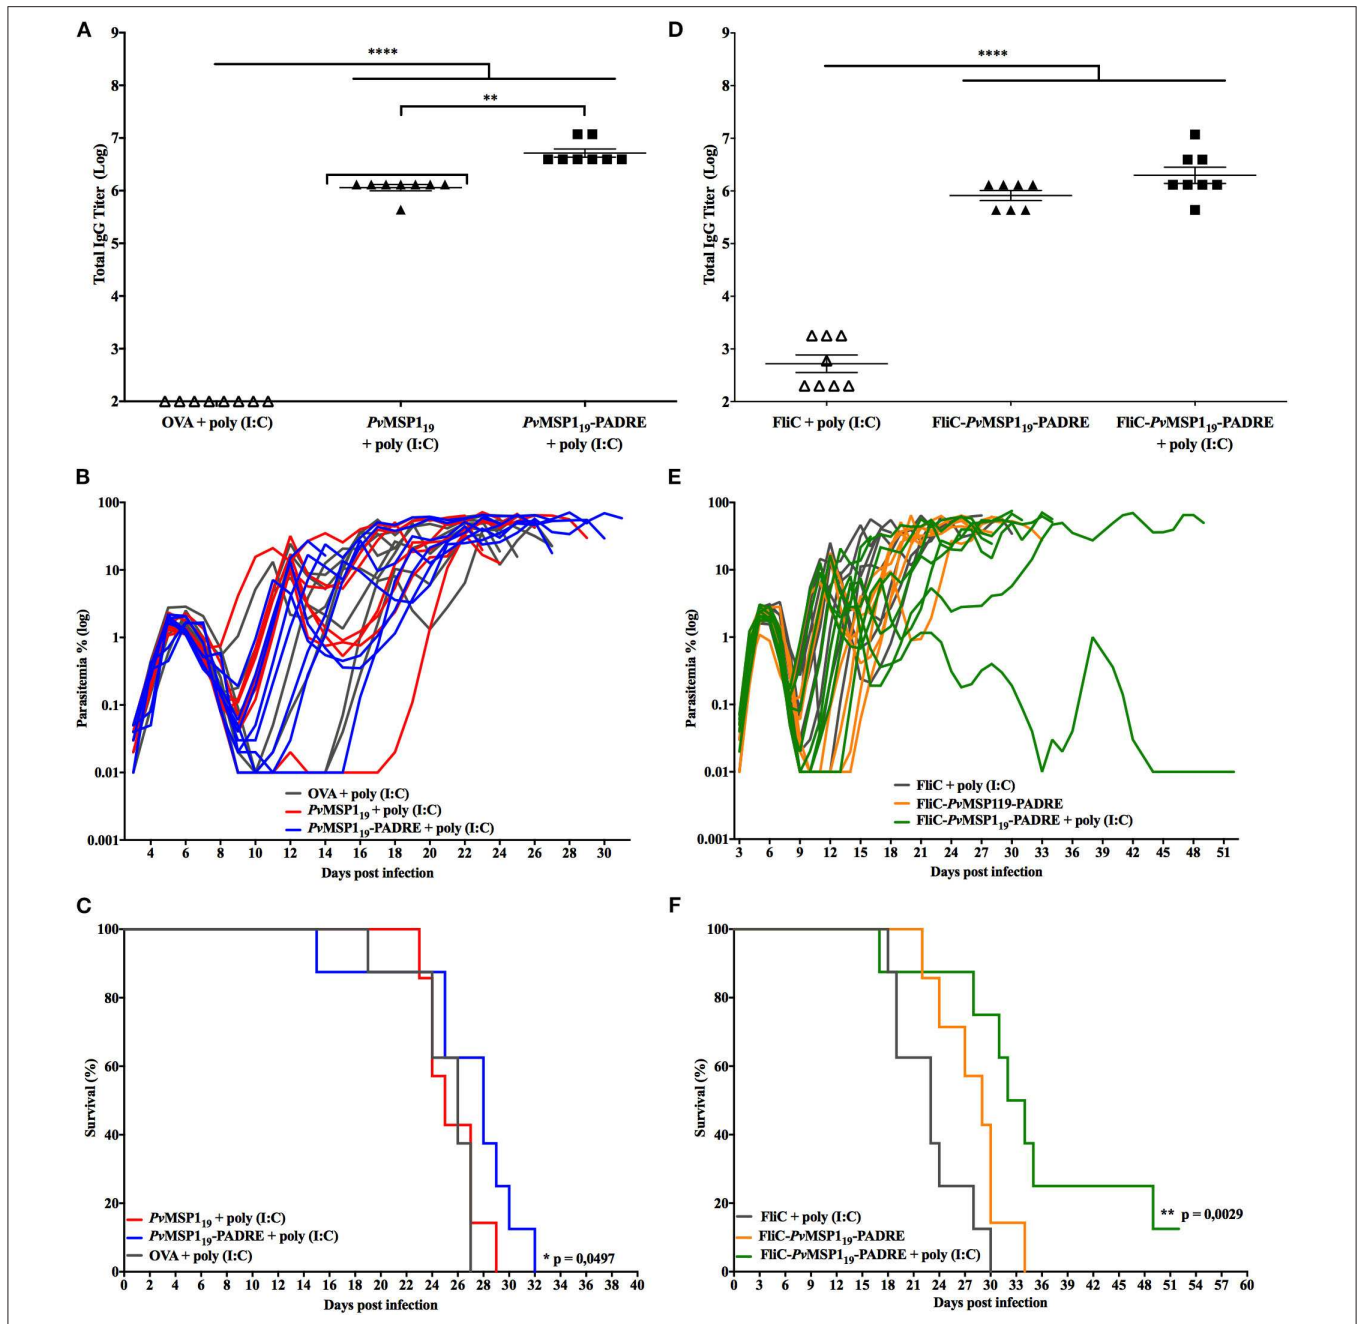 A
Total IgG Titer (Log)
9
8
7
6
5
4
3
2
****
**
OVA + poly (I:C)
PvMSP1₁₉
+ poly (I:C)
PvMSP1₁₉-PADRE
+ poly (I:C)
D
Total IgG Titer (Log)
9
8
7
6
5
4
3
2
****
FliC + poly (I:C)
FliC-PvMSP1₁₉-PADRE
FliC-PvMSP1₁₉-PADRE
+ poly (I:C)
B
Parasitemia % (log)
100
10
1
0.1
0.01
0.001
OVA + poly (I:C)
PvMSP1₁₉ + poly (I:C)
PvMSP1₁₉-PADRE + poly (I:C)
4 6 8 10 12 14 16 18 20 22 24 26 28 30
Days post infection
E
Parasitemia % (log)
100
10
1
0.1
0.01
0.001
FliC + poly (I:C)
FliC-PvMSP119-PADRE
FliC-PvMSP1₁₉-PADRE + poly (I:C)
3 6 9 12 15 18 21 24 27 30 33 36 39 42 45 48 51
Days post infection
C
Survival (%)
100
80
60
40
20
0
PvMSP1₁₉ + poly (I:C)
PvMSP1₁₉-PADRE + poly (I:C)
OVA + poly (I:C)
* p = 0,0497
0 2 4 6 8 10 12 14 16 18 20 22 24 26 28 30 32 34 36 38 40
Days post infection
F
Survival (%)
100
80
60
40
20
0
FliC + poly (I:C)
FliC-PvMSP1₁₉-PADRE
FliC-PvMSP1₁₉-PADRE + poly (I:C)
** p = 0,0029
0 3 6 9 12 15 18 21 24 27 30 33 36 39 42 45 48 51 54 57 60
Days post infection